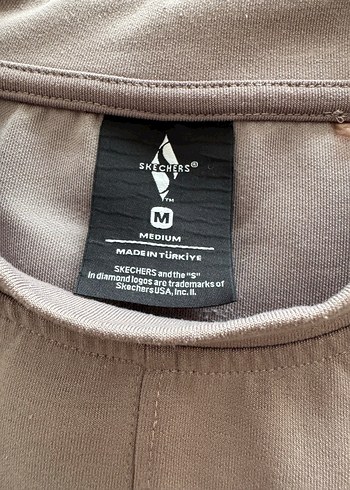 SKECHERS®
TM
M
MEDIUM
MADE IN TÜRKİYE
SKECHERS and the "S"
in diamond logos are trademarks of
Skechers USA, Inc. II.